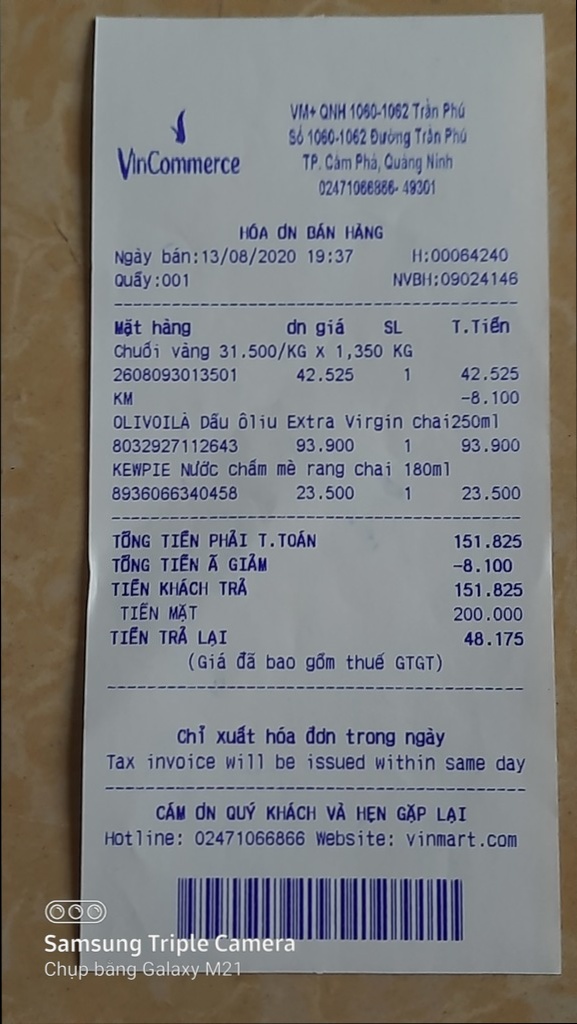 VinCommerce
VM+ QNH 1060-1062 Trần Phú
Số 1060-1062 Đường Trần Phú
TP. Cẩm Phả, Quảng Ninh
02471066866- 49301
HÓA ƠN BÁN HÀNG
Ngày bán:13/08/2020 19:37 H:00064240
Quầy:001 NVBH:09024146
Mặt hàng ơn giá SL T.Tiền
Chuối vàng 31.500/KG X 1,350 KG
2608093013501 42.525 1 42.525
KM -8.100
OLIVOILÀ Dầu ôliu Extra Virgin chai250ml
8032927112643 93.900 1 93.900
KEWPIE Nước chấm mè rang chai 180ml
8936066340458 23.500 1 23.500
TỔNG TIỀN PHẢI T.TOÁN 151.825
TỔNG TIỀN Ã GIẢM -8.100
TIỀN KHÁCH TRẢ 151.825
TIỀN MẶT 200.000
TIỀN TRẢ LẠI 48.175
(Giá đã bao gồm thuế GTGT)
Chỉ xuất hóa đơn trong ngày
Tax invoice will be issued within same day
CẢM ƠN QUÝ KHÁCH VÀ HẸN GẶP LẠI
Hotline: 02471066866 Website: vinmart.com
Samsung Triple Camera
Chụp bằng Galaxy M21